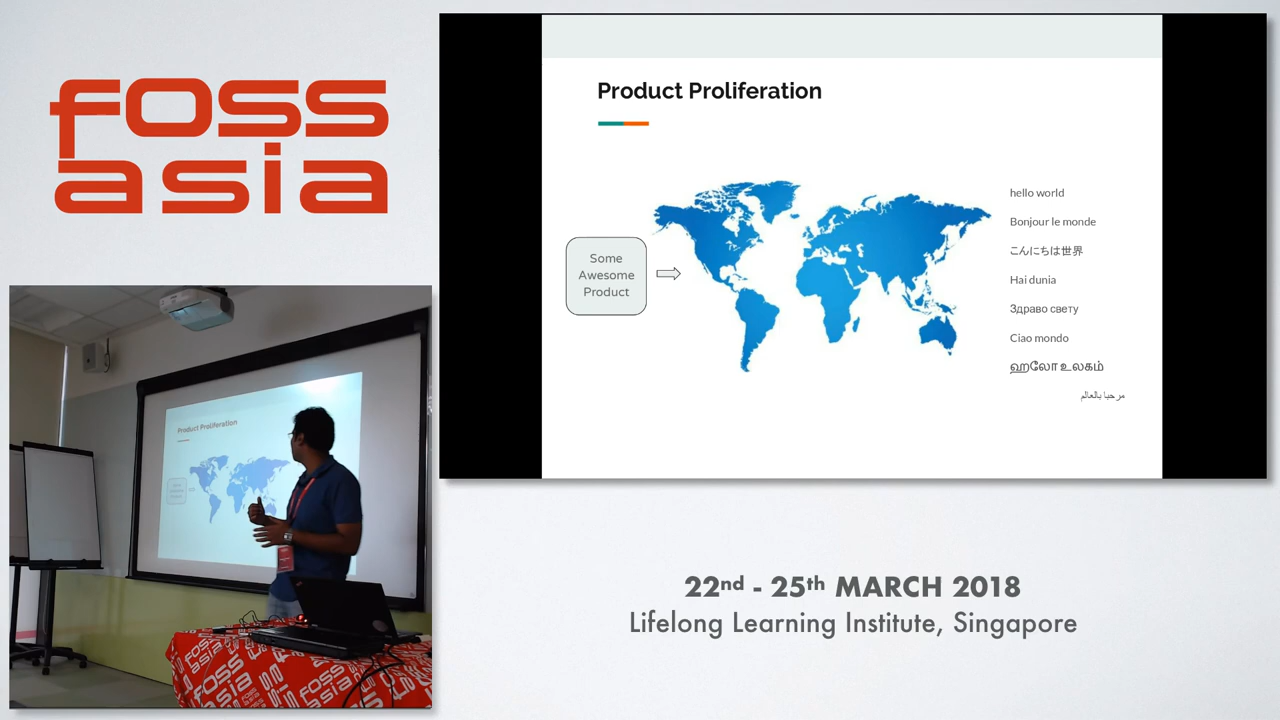 foss
asia
Product Proliferation
Some
Awesome
Product
hello world
Bonjour le monde
こんにちは世界
Hai dunia
Здраво свету
Ciao mondo
ஹலோ உலகம்
مرحبا بالعالم
Product Proliferation
22nd - 25th MARCH 2018
Lifelong Learning Institute, Singapore
foss
asia